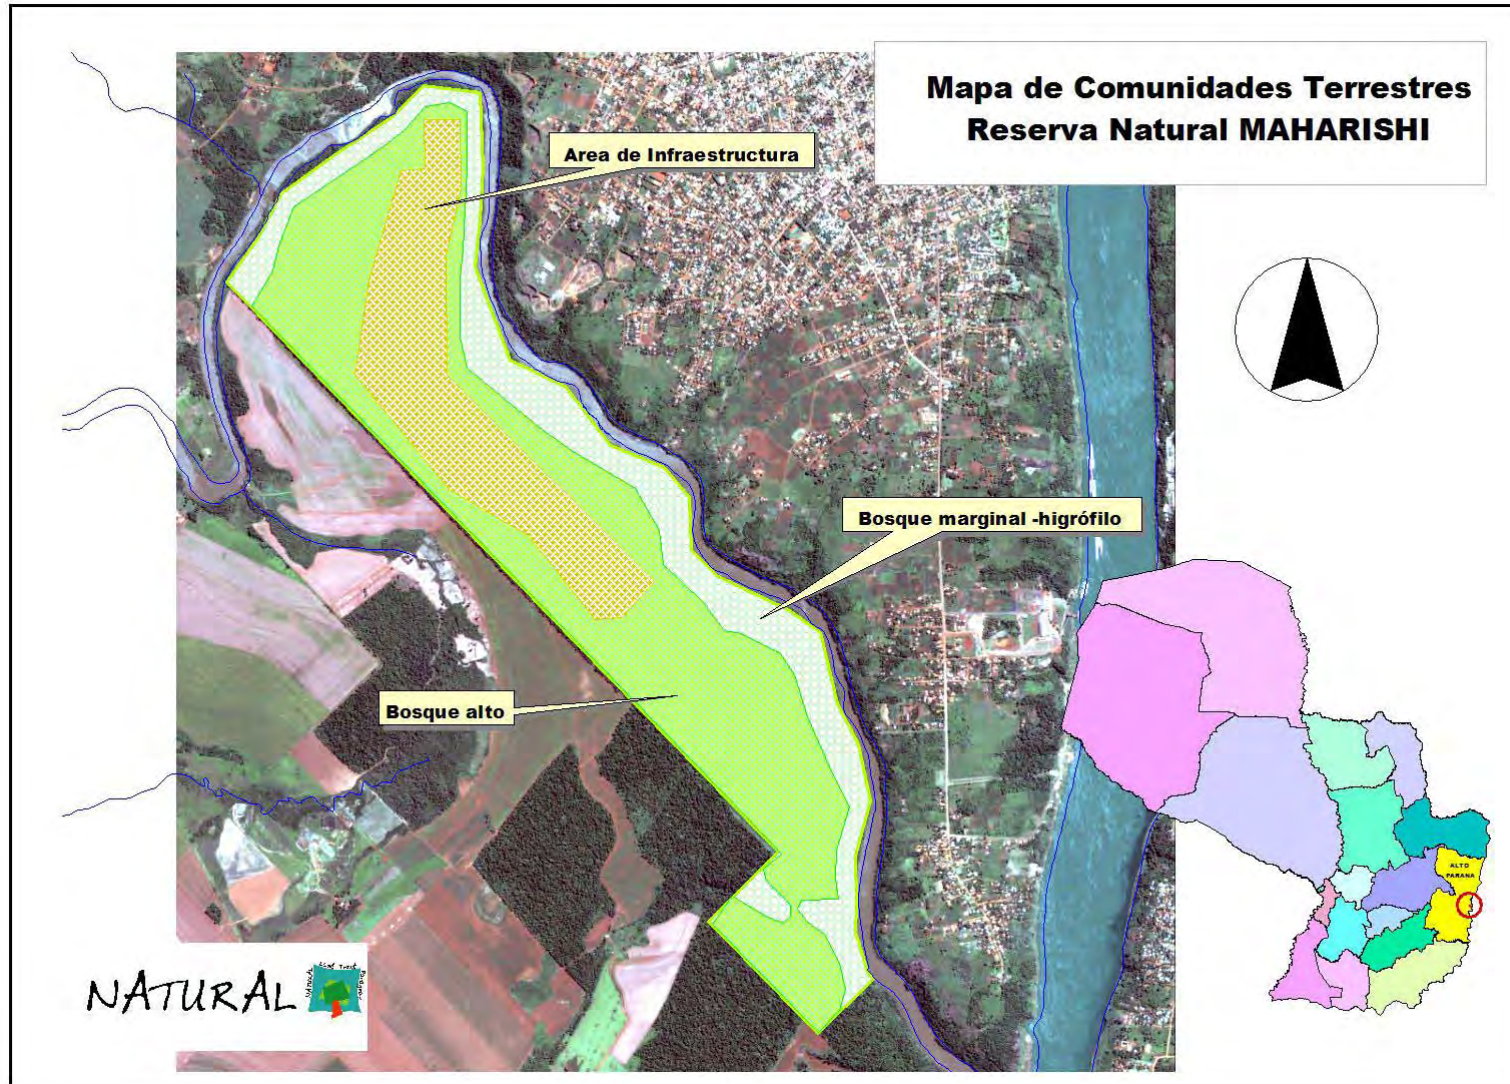 Mapa de Comunidades Terrestres
Reserva Natural MAHARISHI
Area de Infraestructura
Bosque marginal -higrófilo
Bosque alto
ALTO
PARANA
NATURAL